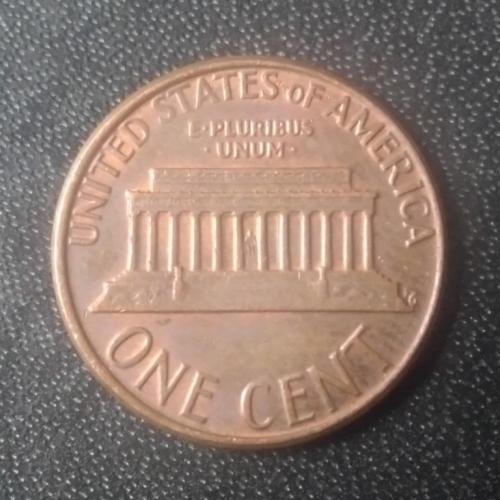 UNITED STATES OF AMERICA
E·PLURIBUS
·UNUM·
ONE CENT